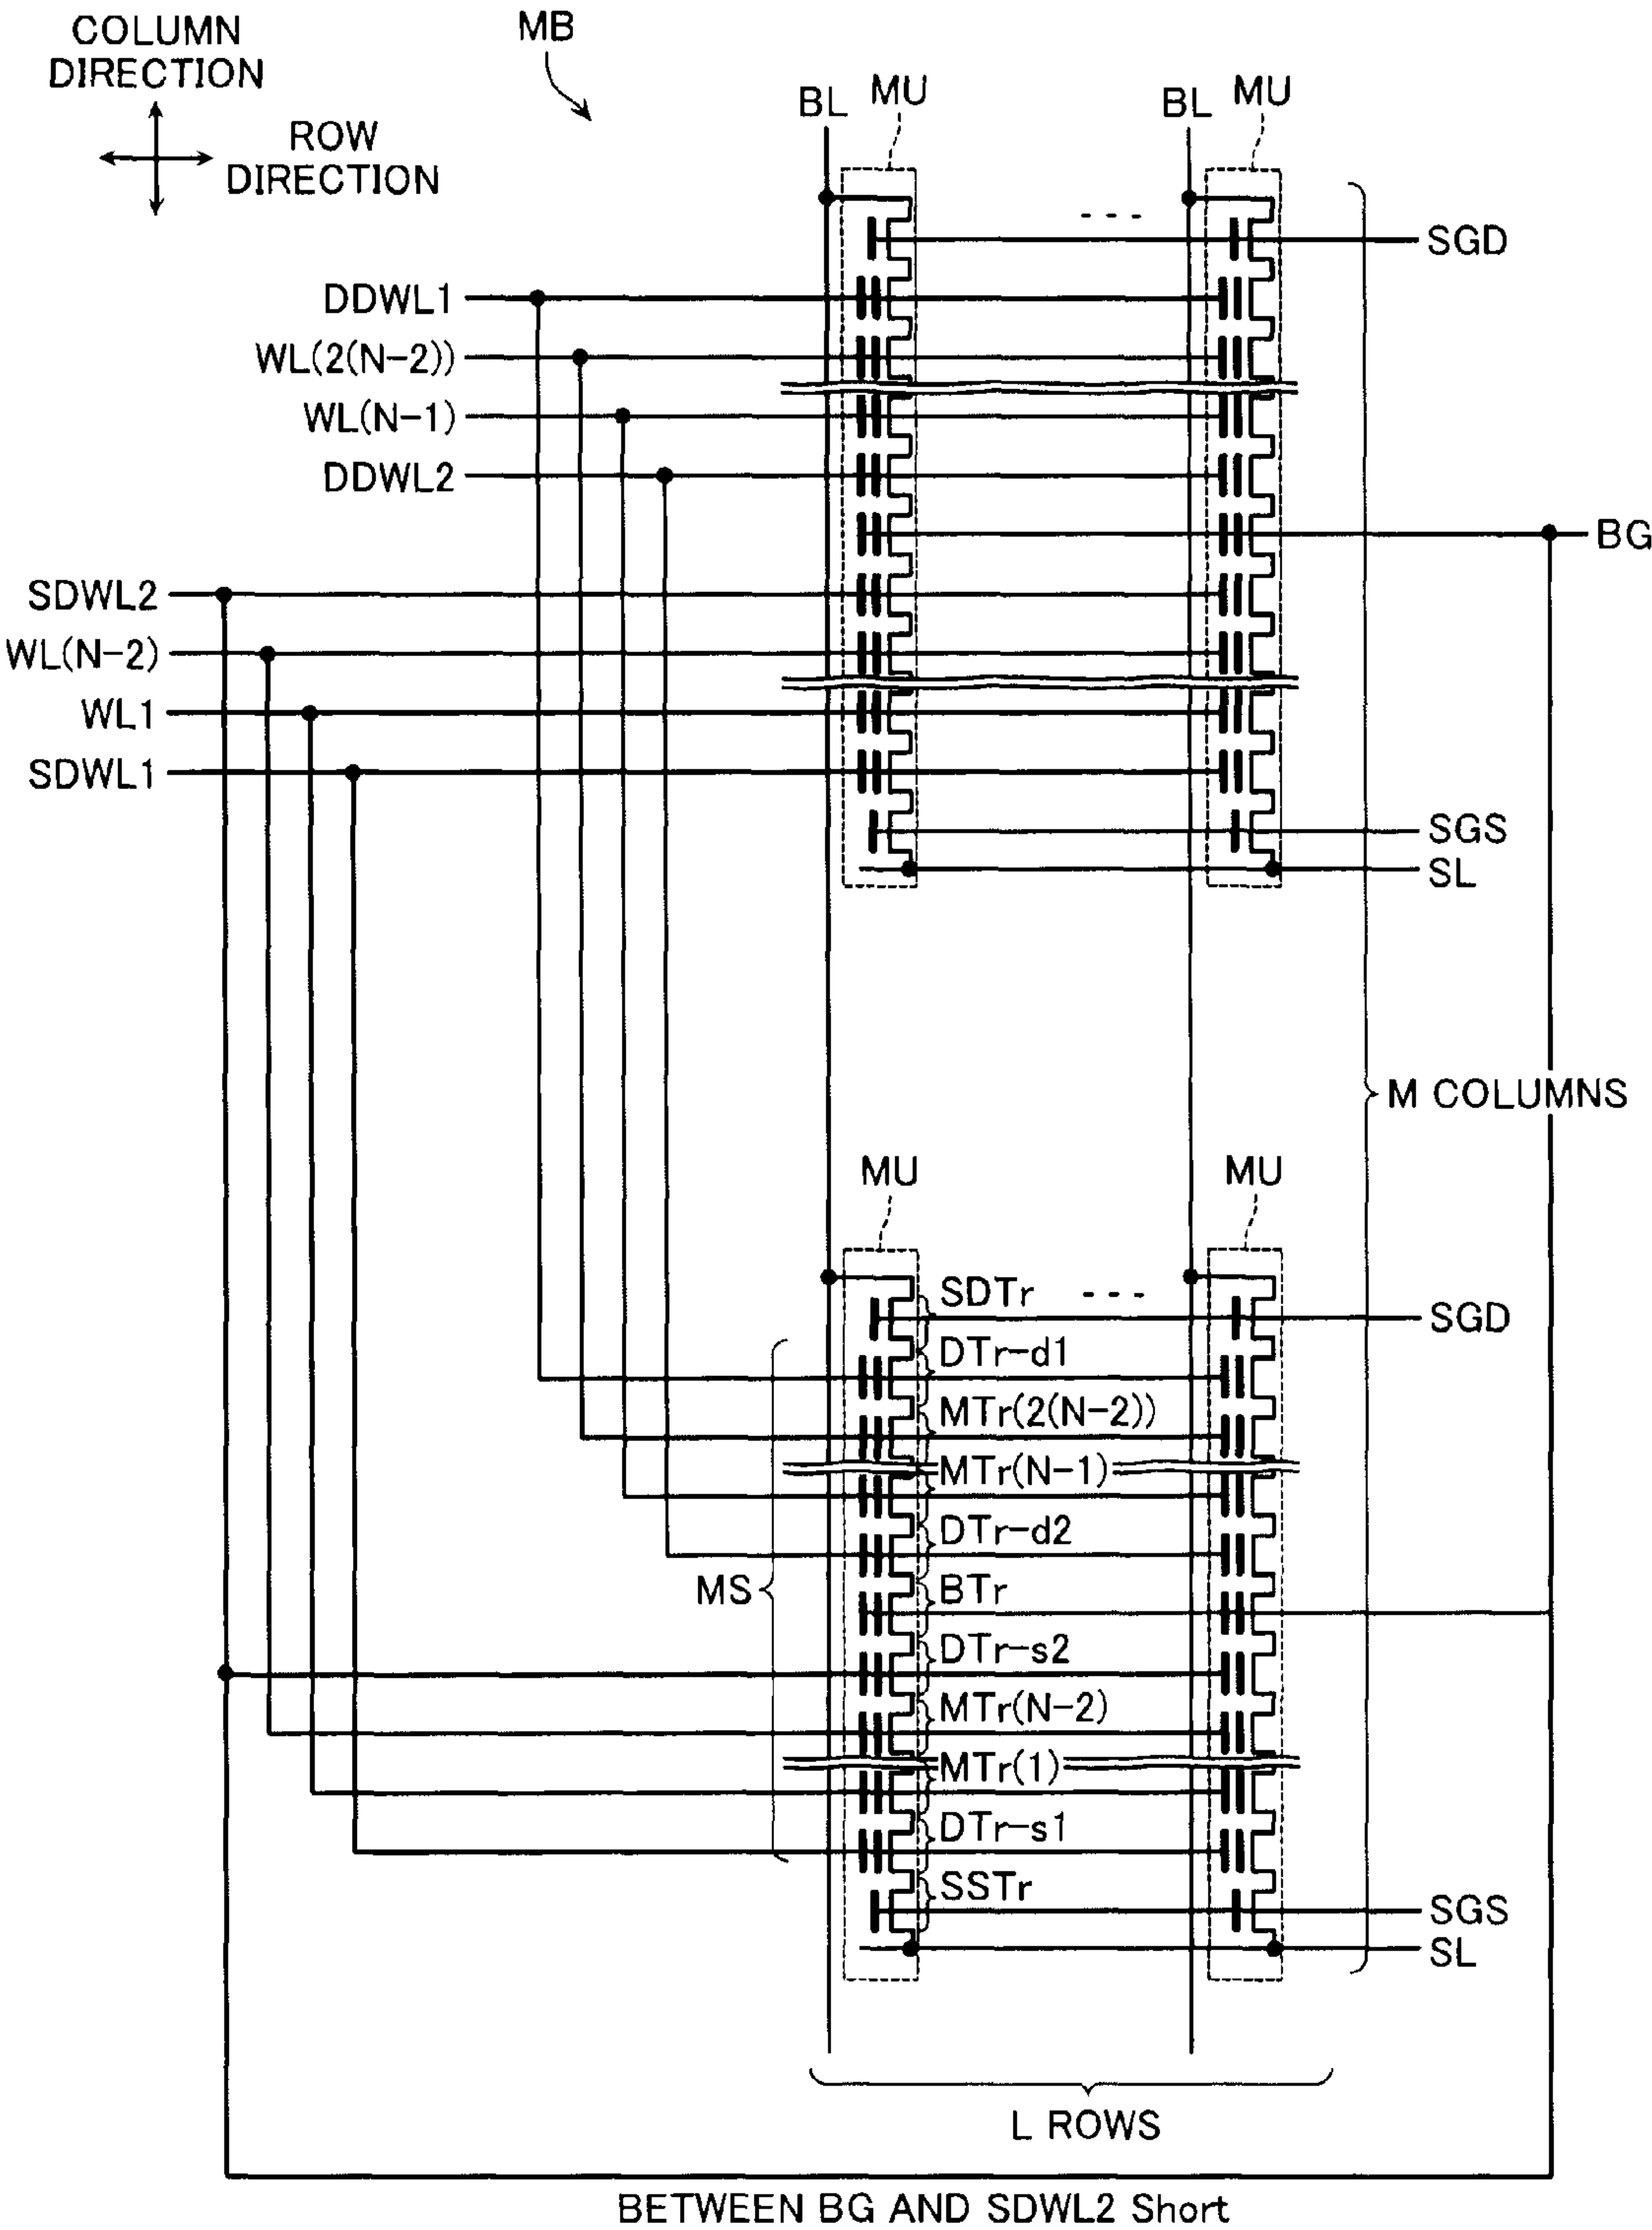 COLUMN
DIRECTION
ROW
DIRECTION
MB
BL
MU
BL
MU
SGD
DDWL1
WL(2(N-2))
WL(N-1)
DDWL2
BG
SDWL2
WL(N-2)
WL1
SDWL1
SGS
SL
M COLUMNS
MU
MU
SDTr
SGD
DTr-d1
MTr(2(N-2))
MTr(N-1)
DTr-d2
MS
BTr
DTr-s2
MTr(N-2)
MTr(1)
DTr-s1
SSTr
SGS
SL
L ROWS
BETWEEN BG AND SDWL2 Short